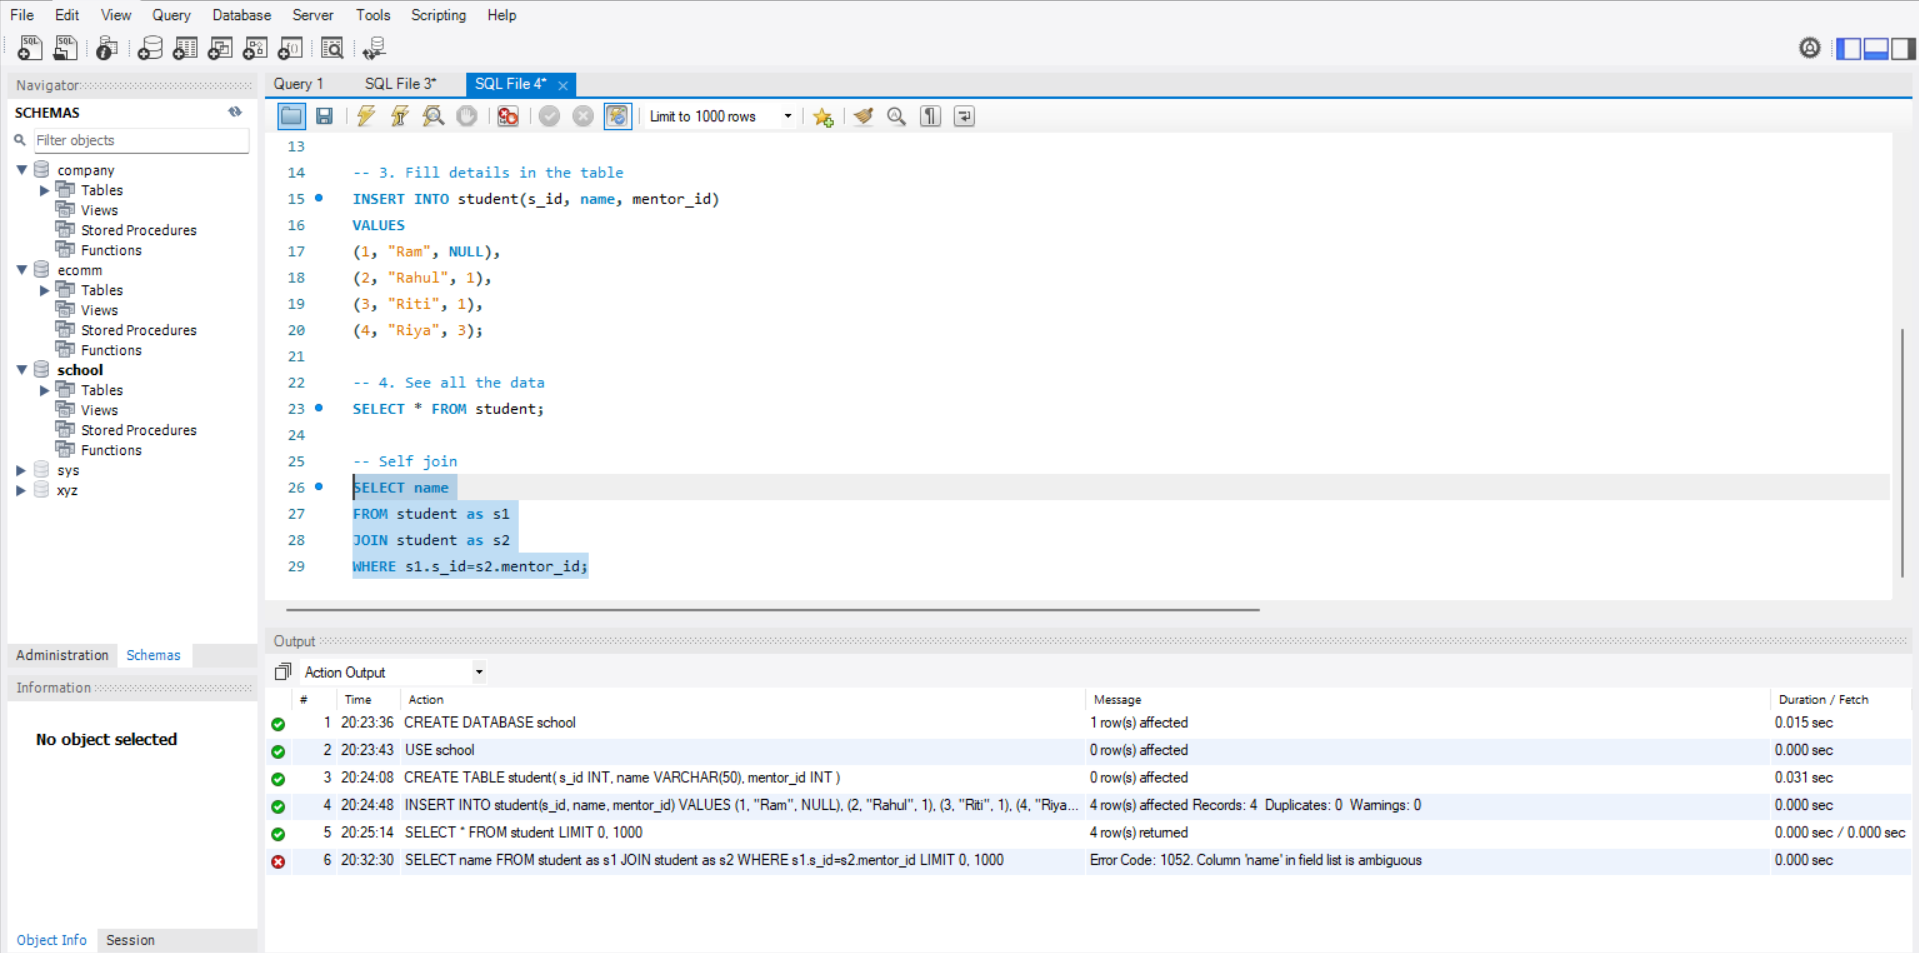 File Edit View Query Database Server Tools Scripting Help
Navigator
SCHEMAS
Filter objects
company
Tables
Views
Stored Procedures
Functions
ecomm
Tables
Views
Stored Procedures
Functions
school
Tables
Views
Stored Procedures
Functions
sys
xyz
Administration Schemas
Information
No object selected
Object Info Session
Query 1 SQL File 3* SQL File 4*
Limit to 1000 rows
13
14 -- 3. Fill details in the table
15 INSERT INTO student(s_id, name, mentor_id)
16 VALUES
17 (1, "Ram", NULL),
18 (2, "Rahul", 1),
19 (3, "Riti", 1),
20 (4, "Riya", 3);
21
22 -- 4. See all the data
23 SELECT * FROM student;
24
25 -- Self join
26 SELECT name
27 FROM student as s1
28 JOIN student as s2
29 WHERE s1.s_id=s2.mentor_id;
Output
Action Output
# Time Action Message Duration / Fetch
1 20:23:36 CREATE DATABASE school 1 row(s) affected 0.015 sec
2 20:23:43 USE school 0 row(s) affected 0.000 sec
3 20:24:08 CREATE TABLE student( s_id INT, name VARCHAR(50), mentor_id INT ) 0 row(s) affected 0.031 sec
4 20:24:48 INSERT INTO student(s_id, name, mentor_id) VALUES (1, "Ram", NULL), (2, "Rahul", 1), (3, "Riti", 1), (4, "Riya... 4 row(s) affected Records: 4 Duplicates: 0 Warnings: 0 0.000 sec
5 20:25:14 SELECT * FROM student LIMIT 0, 1000 4 row(s) returned 0.000 sec / 0.000 sec
6 20:32:30 SELECT name FROM student as s1 JOIN student as s2 WHERE s1.s_id=s2.mentor_id LIMIT 0, 1000 Error Code: 1052. Column 'name' in field list is ambiguous 0.000 sec